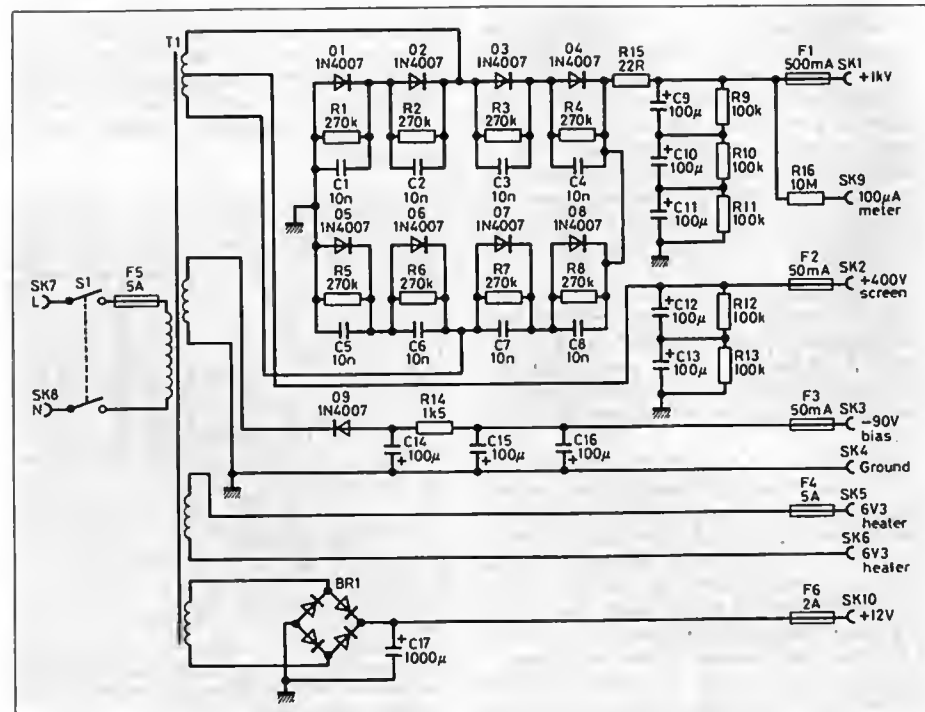 T1
D1
1N4007
D2
1N4007
D3
1N4007
D4
1N4007
R15
22R
F1
500mA
SK1
+1kV
R1
270k
R2
270k
R3
270k
R4
270k
+C9
100µ
R9
100k
C1
10n
C2
10n
C3
10n
C4
10n
+C10
100µ
R10
100k
R16
10M
SK9
100µA
meter
+C11
100µ
R11
100k
D5
1N4007
D6
1N4007
D7
1N4007
D8
1N4007
R5
270k
R6
270k
R7
270k
R8
270k
C5
10n
C6
10n
C7
10n
C8
10n
F2
50mA
SK2
+400V
screen
+C12
100µ
R12
100k
+C13
100µ
R13
100k
SK7
L
S1
F5
5A
SK8
N
D9
1N4007
R14
1k5
F3
50mA
SK3
–90V
bias
C14
100µ
+
C15
100µ
+
C16
100µ
+
SK4
Ground
F4
5A
SK5
6V3
heater
SK6
6V3
heater
BR1
+
C17
1000µ
F6
2A
SK10
+12V